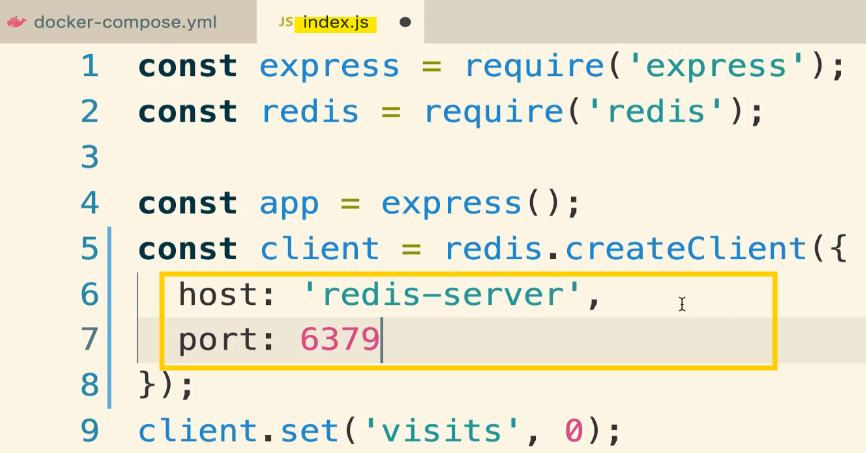 docker-compose.yml
JS index.js
1 const express = require('express');
2 const redis = require('redis');
3
4 const app = express();
5 const client = redis.createClient({
6 host: 'redis-server',
7 port: 6379
8 });
9 client.set('visits', 0);